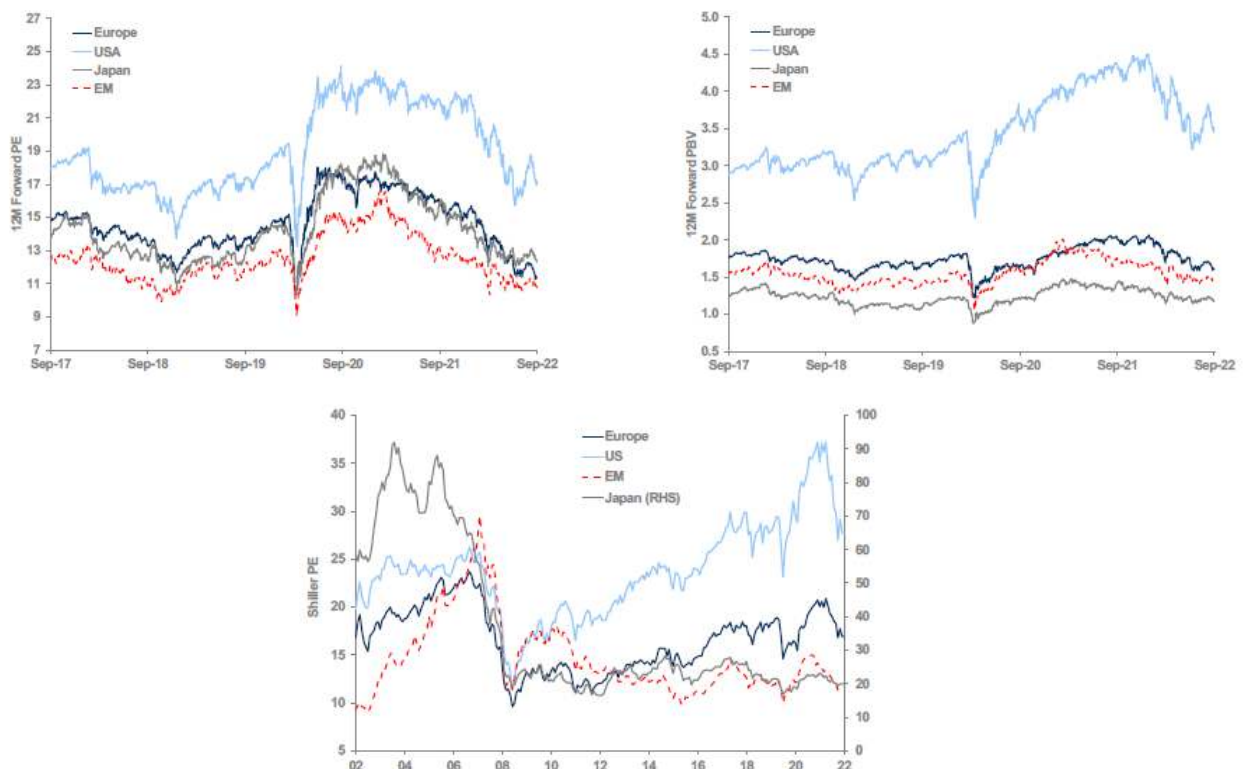 27
25
23
21
19
17
15
13
11
9
7
12M Forward PE
Europe
USA
Japan
EM
Sep-17 Sep-18 Sep-19 Sep-20 Sep-21 Sep-22
5.0
4.5
4.0
3.5
3.0
2.5
2.0
1.5
1.0
0.5
12M Forward PBV
Europe
USA
Japan
EM
Sep-17 Sep-18 Sep-19 Sep-20 Sep-21 Sep-22
40
35
30
25
20
15
10
5
Shiller PE
Europe
US
EM
Japan (RHS)
100
90
80
70
60
50
40
30
20
10
0
02 04 06 08 10 12 14 16 18 20 22